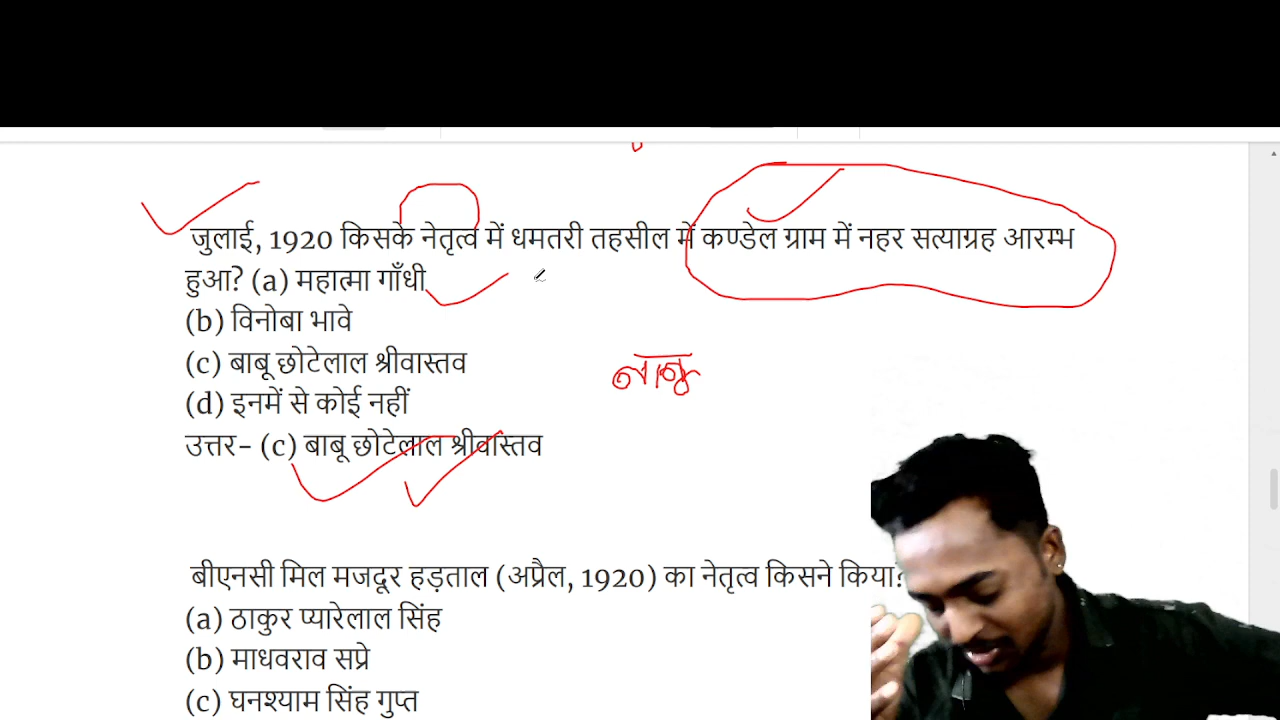 जुलाई, 1920 किसके नेतृत्व में धमतरी तहसील में कण्डेल ग्राम में नहर सत्याग्रह आरम्भ
हुआ? (a) महात्मा गाँधी
(b) विनोबा भावे
(c) बाबू छोटेलाल श्रीवास्तव
(d) इनमें से कोई नहीं
उत्तर- (c) बाबू छोटेलाल श्रीवास्तव
बीएनसी मिल मजदूर हड़ताल (अप्रैल, 1920) का नेतृत्व किसने किया?
(a) ठाकुर प्यारेलाल सिंह
(b) माधवराव सप्रे
(c) घनश्याम सिंह गुप्त